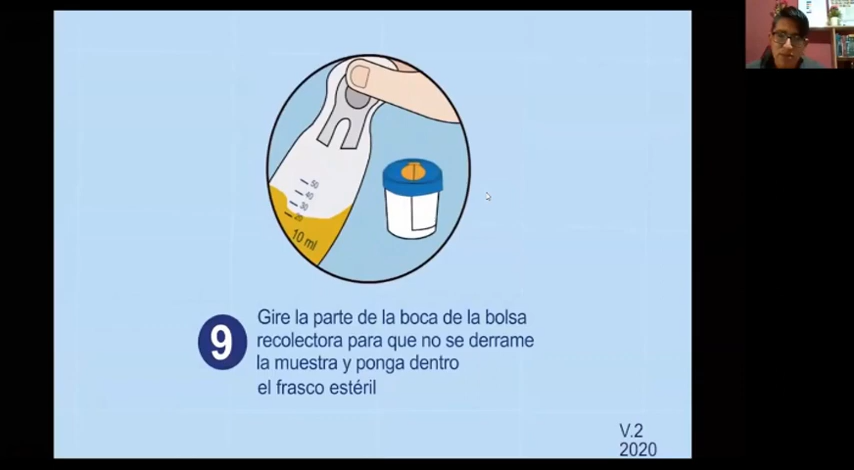 50
40
30
20
10 ml
9
Gire la parte de la boca de la bolsa
recolectora para que no se derrame
la muestra y ponga dentro
el frasco estéril
V.2
2020